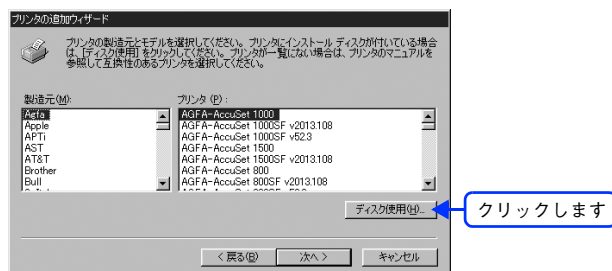 プリンタの追加ウィザード
プリンタの製造元とモデルを選択してください。プリンタにインストール ディスクが付いている場合
は、[ディスク使用] をクリックしてください。プリンタが一覧にない場合は、プリンタのマニュアルを
参照して互換性のあるプリンタを選択してください。
製造元(M):
Agfa
Apple
APTi
AST
AT&T
Brother
Bull
プリンタ (P) :
AGFA-AccuSet 1000
AGFA-AccuSet 1000SF v2013.108
AGFA-AccuSet 1000SF v52.3
AGFA-AccuSet 1500
AGFA-AccuSet 1500SF v2013.108
AGFA-AccuSet 800
AGFA-AccuSet 800SF v2013.108
ディスク使用(H)...
クリックします
< 戻る(B)
次へ >
キャンセル